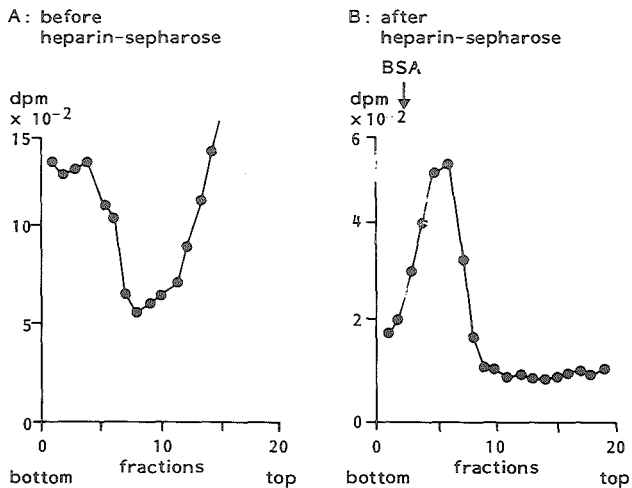 A: before
heparin-sepharose
dpm
× 10⁻²
15
10
5
0
0
10
20
fractions
bottom
top
B: after
heparin-sepharose
BSA
dpm
×10⁻²
6
4
2
0
0
10
20
fractions
bottom
top